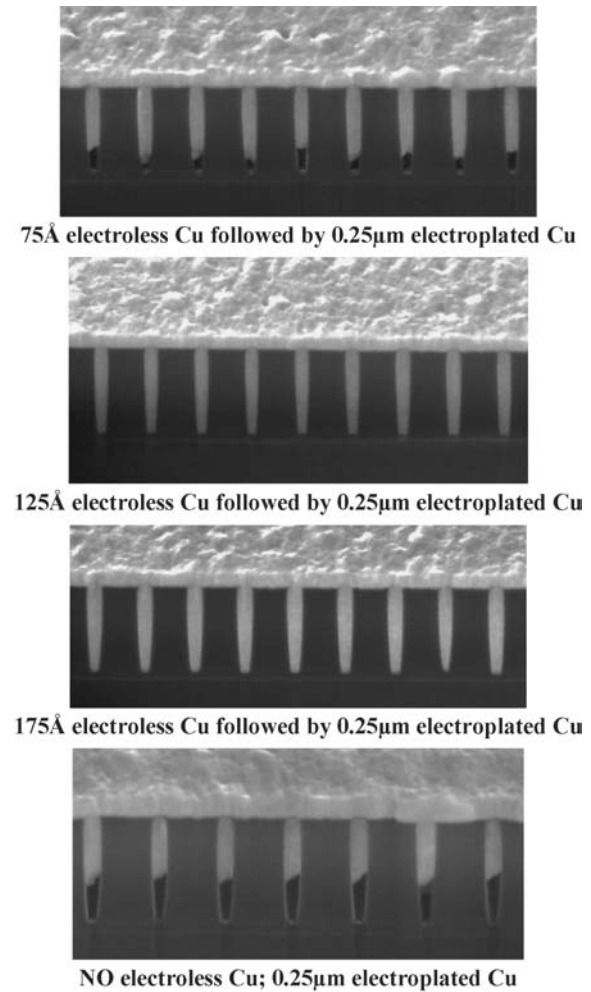 75Å electroless Cu followed by 0.25μm electroplated Cu
125Å electroless Cu followed by 0.25μm electroplated Cu
175Å electroless Cu followed by 0.25μm electroplated Cu
NO electroless Cu; 0.25μm electroplated Cu